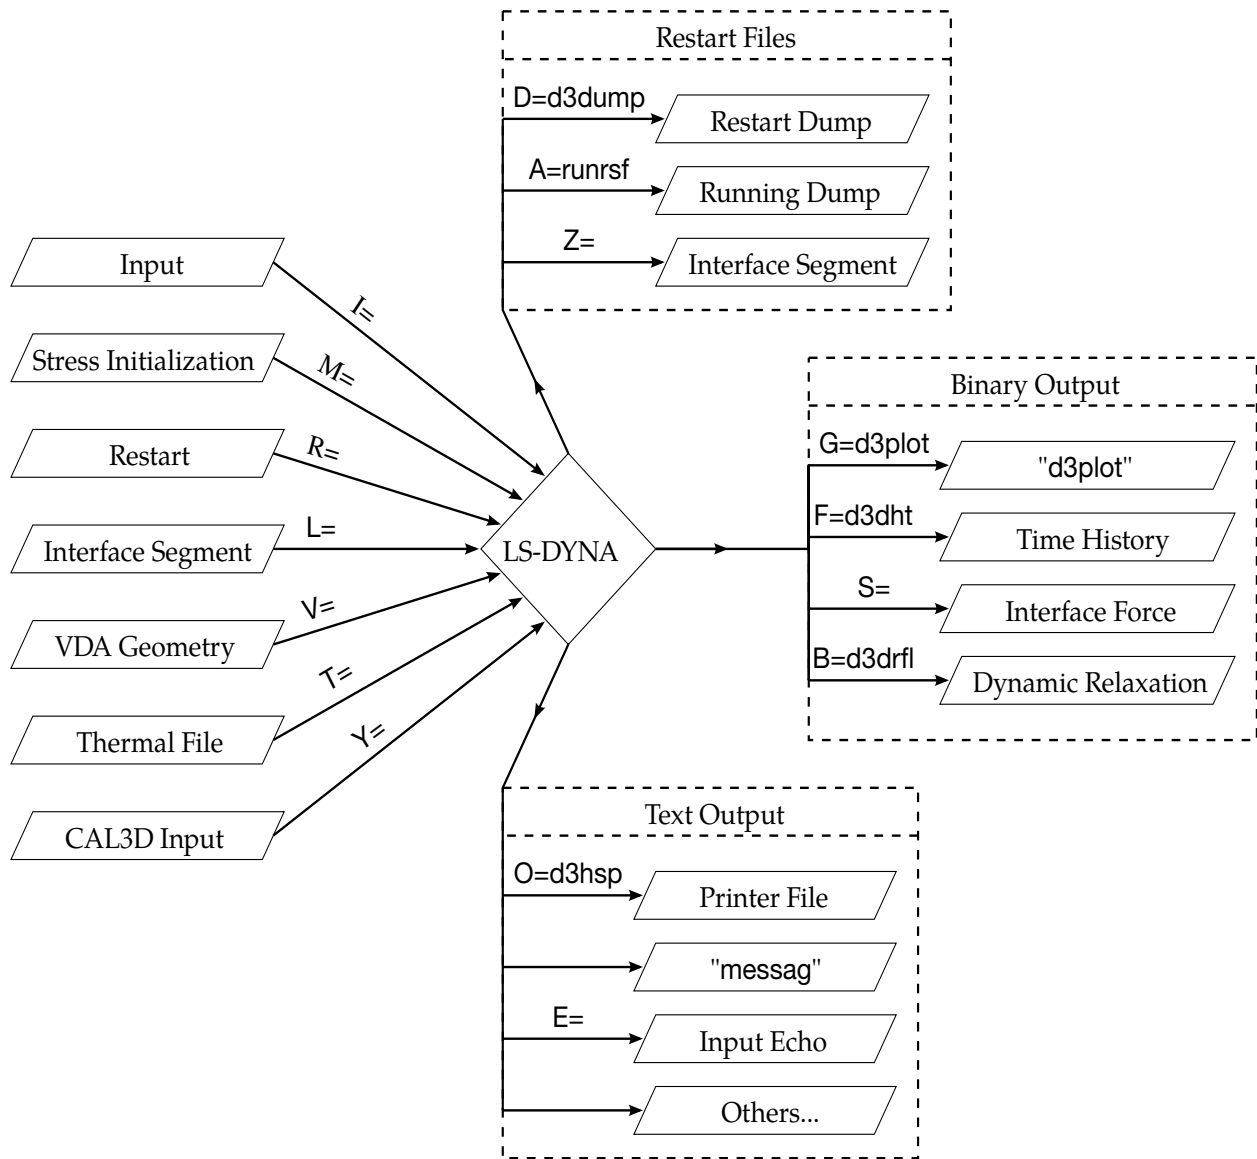 Restart Files
D=d3dump
Restart Dump
A=runrsf
Running Dump
Z=
Interface Segment
Input
I=
Stress Initialization
M=
Restart
R=
Interface Segment
L=
VDA Geometry
V=
Thermal File
T=
CAL3D Input
Y=
LS-DYNA
Binary Output
G=d3plot
"d3plot"
F=d3dht
Time History
S=
Interface Force
B=d3drfl
Dynamic Relaxation
Text Output
O=d3hsp
Printer File
"messag"
E=
Input Echo
Others...